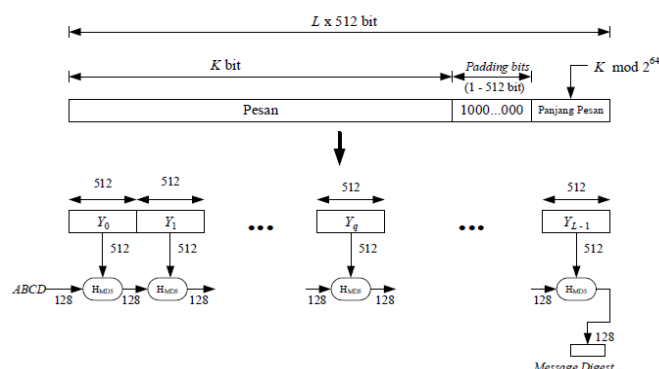 L x 512 bit
K bit
Padding bits
(1 - 512 bit)
K mod 2^64
Pesan
1000...000
Panjang Pesan
512 512 512 512
Y0 Y1 ... Yq ... YL - 1
512 512 512 512
ABCD
HMD5 HMD5 HMD5 HMD5
128 128 128 128 128 128
128
Message Digest